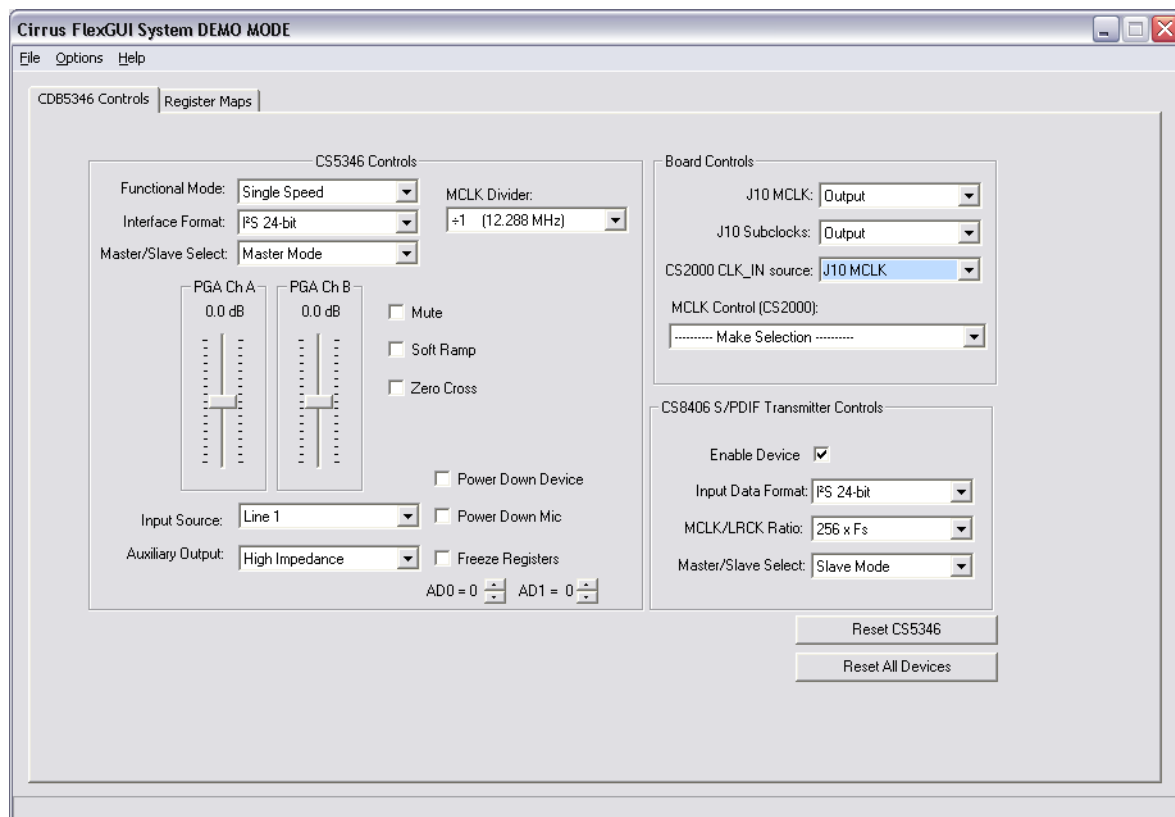 Cirrus FlexGUI System DEMO MODE
File Options Help
CDB5346 Controls Register Maps
CS5346 Controls
Functional Mode: Single Speed
Interface Format: I²S 24-bit
Master/Slave Select: Master Mode
MCLK Divider:
÷1 (12.288 MHz)
PGA Ch A PGA Ch B
0.0 dB 0.0 dB
Mute
Soft Ramp
Zero Cross
Power Down Device
Input Source: Line 1
Power Down Mic
Auxiliary Output: High Impedance
Freeze Registers
AD0 = 0 AD1 = 0
Board Controls
J10 MCLK: Output
J10 Subclocks: Output
CS2000 CLK_IN source: J10 MCLK
MCLK Control (CS2000):
--------- Make Selection ---------
CS8406 S/PDIF Transmitter Controls
Enable Device
Input Data Format: I²S 24-bit
MCLK/LRCK Ratio: 256 x Fs
Master/Slave Select: Slave Mode
Reset CS5346
Reset All Devices